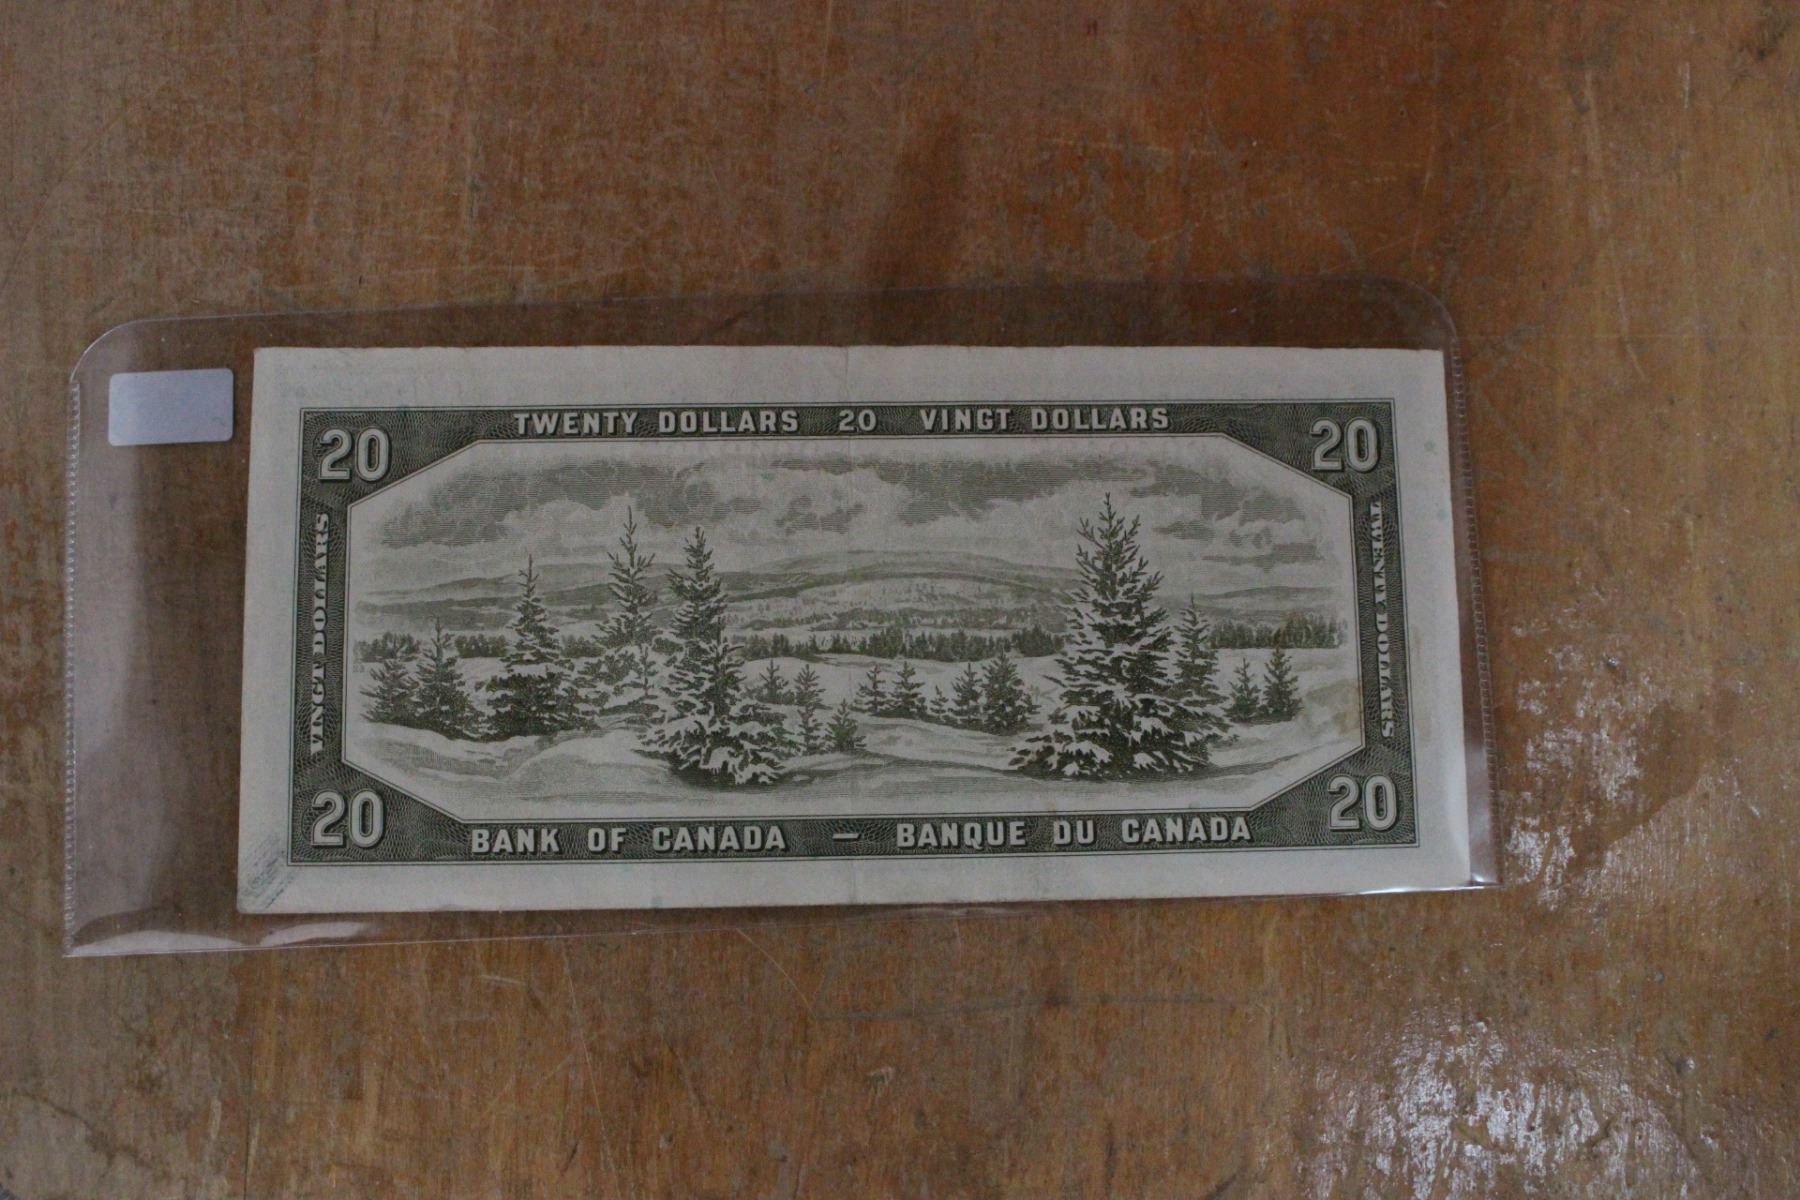 TWENTY DOLLARS 20 VINGT DOLLARS
20
20
VINGT DOLLARS
TWENTY DOLLARS
20
20
BANK OF CANADA — BANQUE DU CANADA